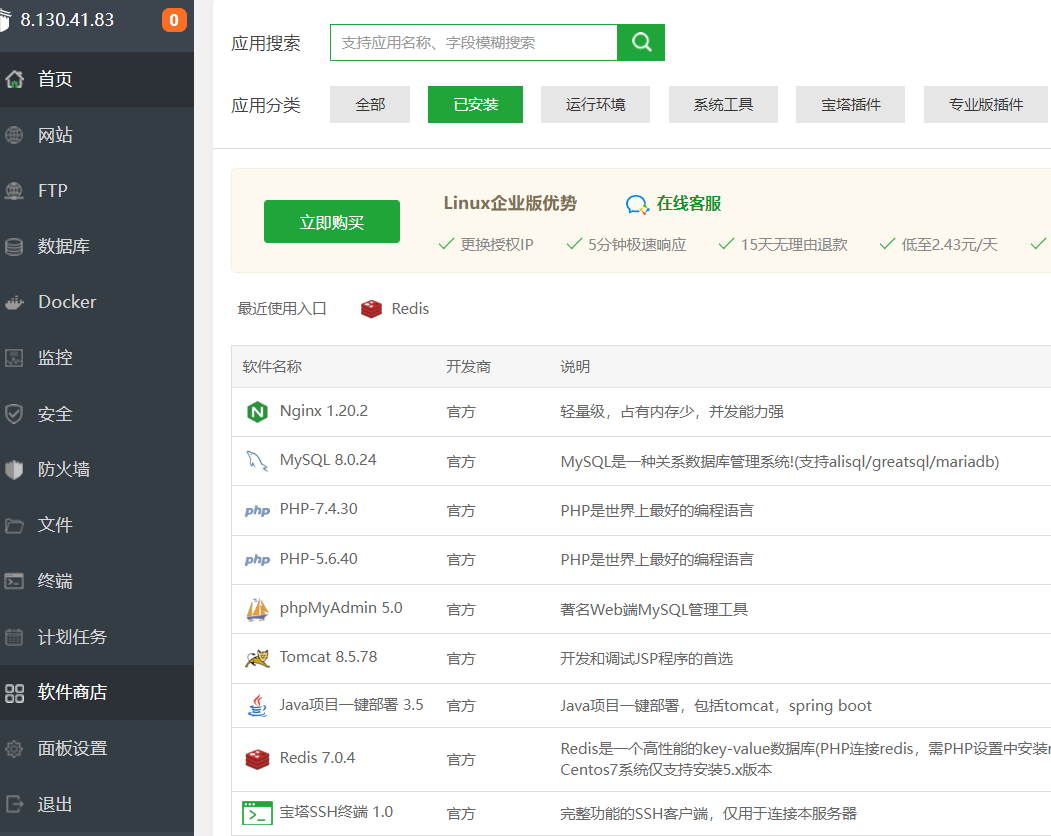 8.130.41.83
0
首页
网站
FTP
数据库
Docker
监控
安全
防火墙
文件
终端
计划任务
软件商店
面板设置
退出
应用搜索
支持应用名称、字段模糊搜索
应用分类 全部 已安装 运行环境 系统工具 宝塔插件 专业版插件
立即购买
Linux企业版优势 在线客服
更换授权IP 5分钟极速响应 15天无理由退款 低至2.43元/天
最近使用入口 Redis
软件名称 开发商 说明
Nginx 1.20.2 官方 轻量级，占有内存少，并发能力强
MySQL 8.0.24 官方 MySQL是一种关系数据库管理系统!(支持alisql/greatsql/mariadb)
php PHP-7.4.30 官方 PHP是世界上最好的编程语言
php PHP-5.6.40 官方 PHP是世界上最好的编程语言
phpMyAdmin 5.0 官方 著名Web端MySQL管理工具
Tomcat 8.5.78 官方 开发和调试JSP程序的首选
Java项目一键部署 3.5 官方 Java项目一键部署，包括tomcat，spring boot
Redis 7.0.4 官方 Redis是一个高性能的key-value数据库(PHP连接redis，需PHP设置中安装
Centos7系统仅支持安装5.x版本
宝塔SSH终端 1.0 官方 完整功能的SSH客户端，仅用于连接本服务器